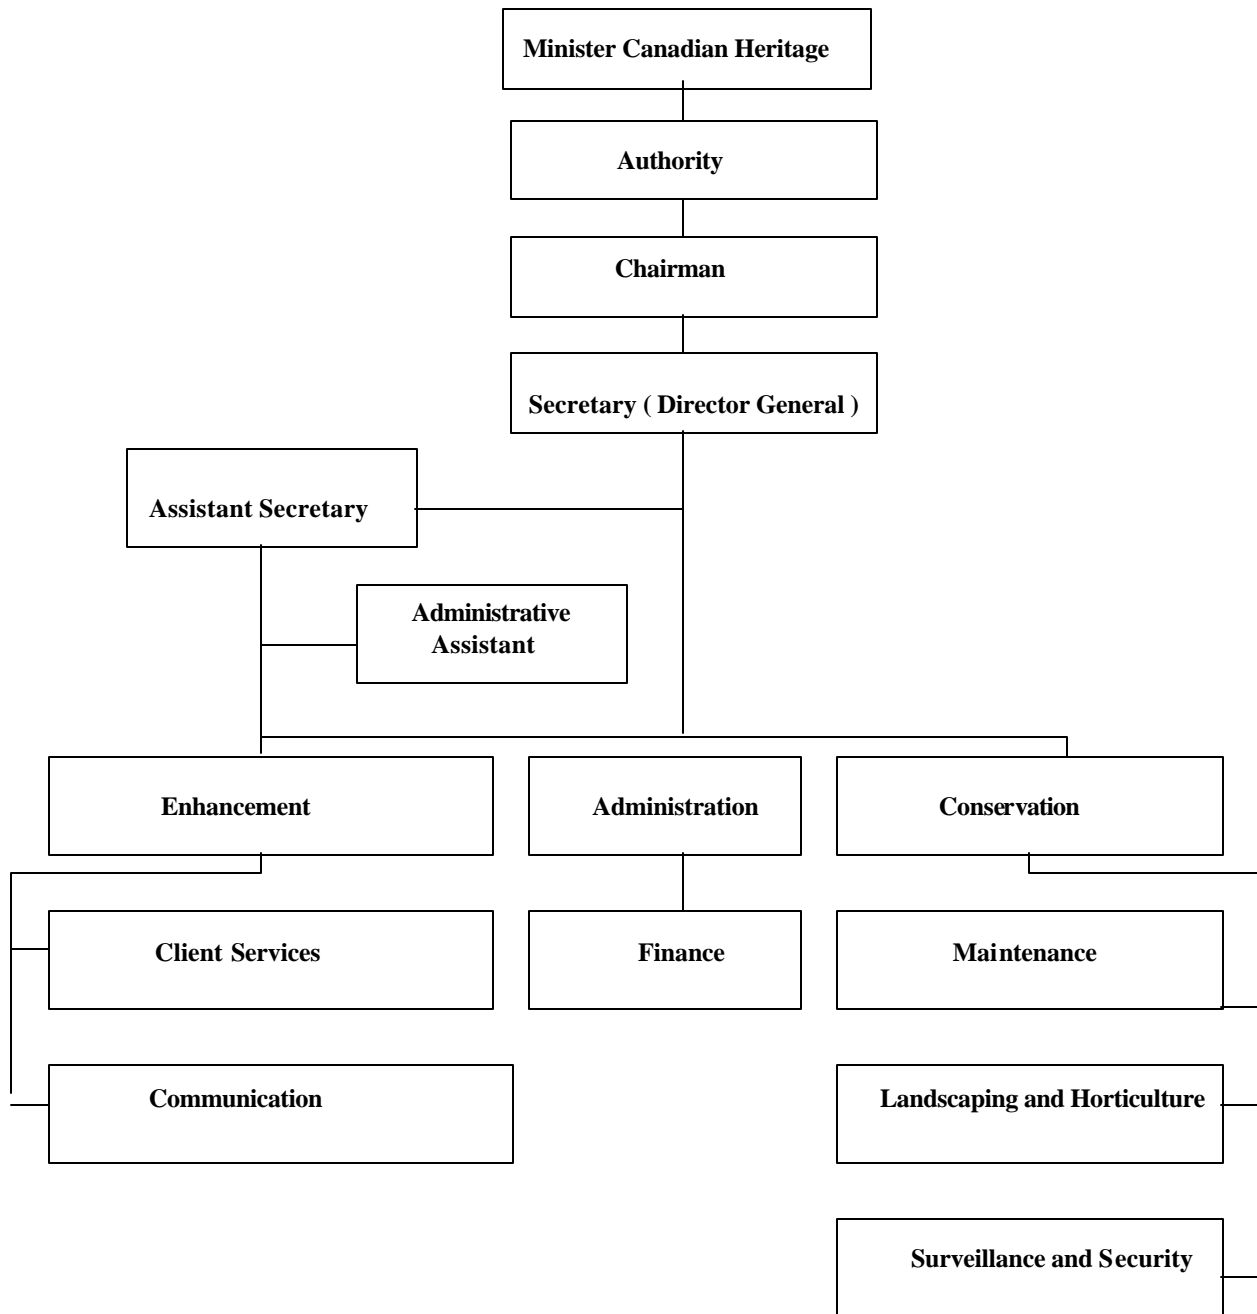 Minister Canadian Heritage
Authority
Chairman
Secretary ( Director General )
Assistant Secretary
Administrative
Assistant
Enhancement
Administration
Conservation
Client Services
Finance
Maintenance
Communication
Landscaping and Horticulture
Surveillance and Security